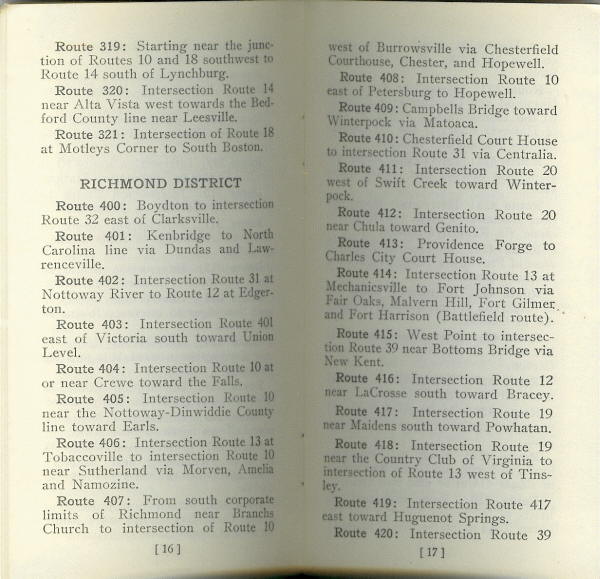 Route 319: Starting near the junc-
tion of Routes 10 and 18 southwest to
Route 14 south of Lynchburg.
Route 320: Intersection Route 14
near Alta Vista west towards the Bed-
ford County line near Leesville.
Route 321: Intersection of Route 18
at Motleys Corner to South Boston.
RICHMOND DISTRICT
Route 400: Boydton to intersection
Route 32 east of Clarksville.
Route 401: Kenbridge to North
Carolina line via Dundas and Law-
renceville.
Route 402: Intersection Route 31 at
Nottoway River to Route 12 at Edger-
ton.
Route 403: Intersection Route 401
east of Victoria south toward Union
Level.
Route 404: Intersection Route 10 at
or near Crewe toward the Falls.
Route 405: Intersection Route 10
near the Nottoway-Dinwiddie County
line toward Earls.
Route 406: Intersection Route 13 at
Tobaccoville to intersection Route 10
near Sutherland via Morven, Amelia
and Namozine.
Route 407: From south corporate
limits of Richmond near Branchs
Church to intersection of Route 10
[ 16 ]
west of Burrowsville via Chesterfield
Courthouse, Chester, and Hopewell.
Route 408: Intersection Route 10
east of Petersburg to Hopewell.
Route 409: Campbells Bridge toward
Winterpock via Matoaca.
Route 410: Chesterfield Court House
to intersection Route 31 via Centralia.
Route 411: Intersection Route 20
west of Swift Creek toward Winter-
pock.
Route 412: Intersection Route 20
near Chula toward Genito.
Route 413: Providence Forge to
Charles City Court House.
Route 414: Intersection Route 13 at
Mechanicsville to Fort Johnson via
Fair Oaks, Malvern Hill, Fort Gilmer
and Fort Harrison (Battlefield route).
Route 415: West Point to intersec-
tion Route 39 near Bottoms Bridge via
New Kent.
Route 416: Intersection Route 12
near LaCrosse south toward Bracey.
Route 417: Intersection Route 19
near Maidens south toward Powhatan.
Route 418: Intersection Route 19
near the Country Club of Virginia to
intersection of Route 13 west of Tins-
ley.
Route 419: Intersection Route 417
east toward Huguenot Springs.
Route 420: Intersection Route 39
[ 17 ]